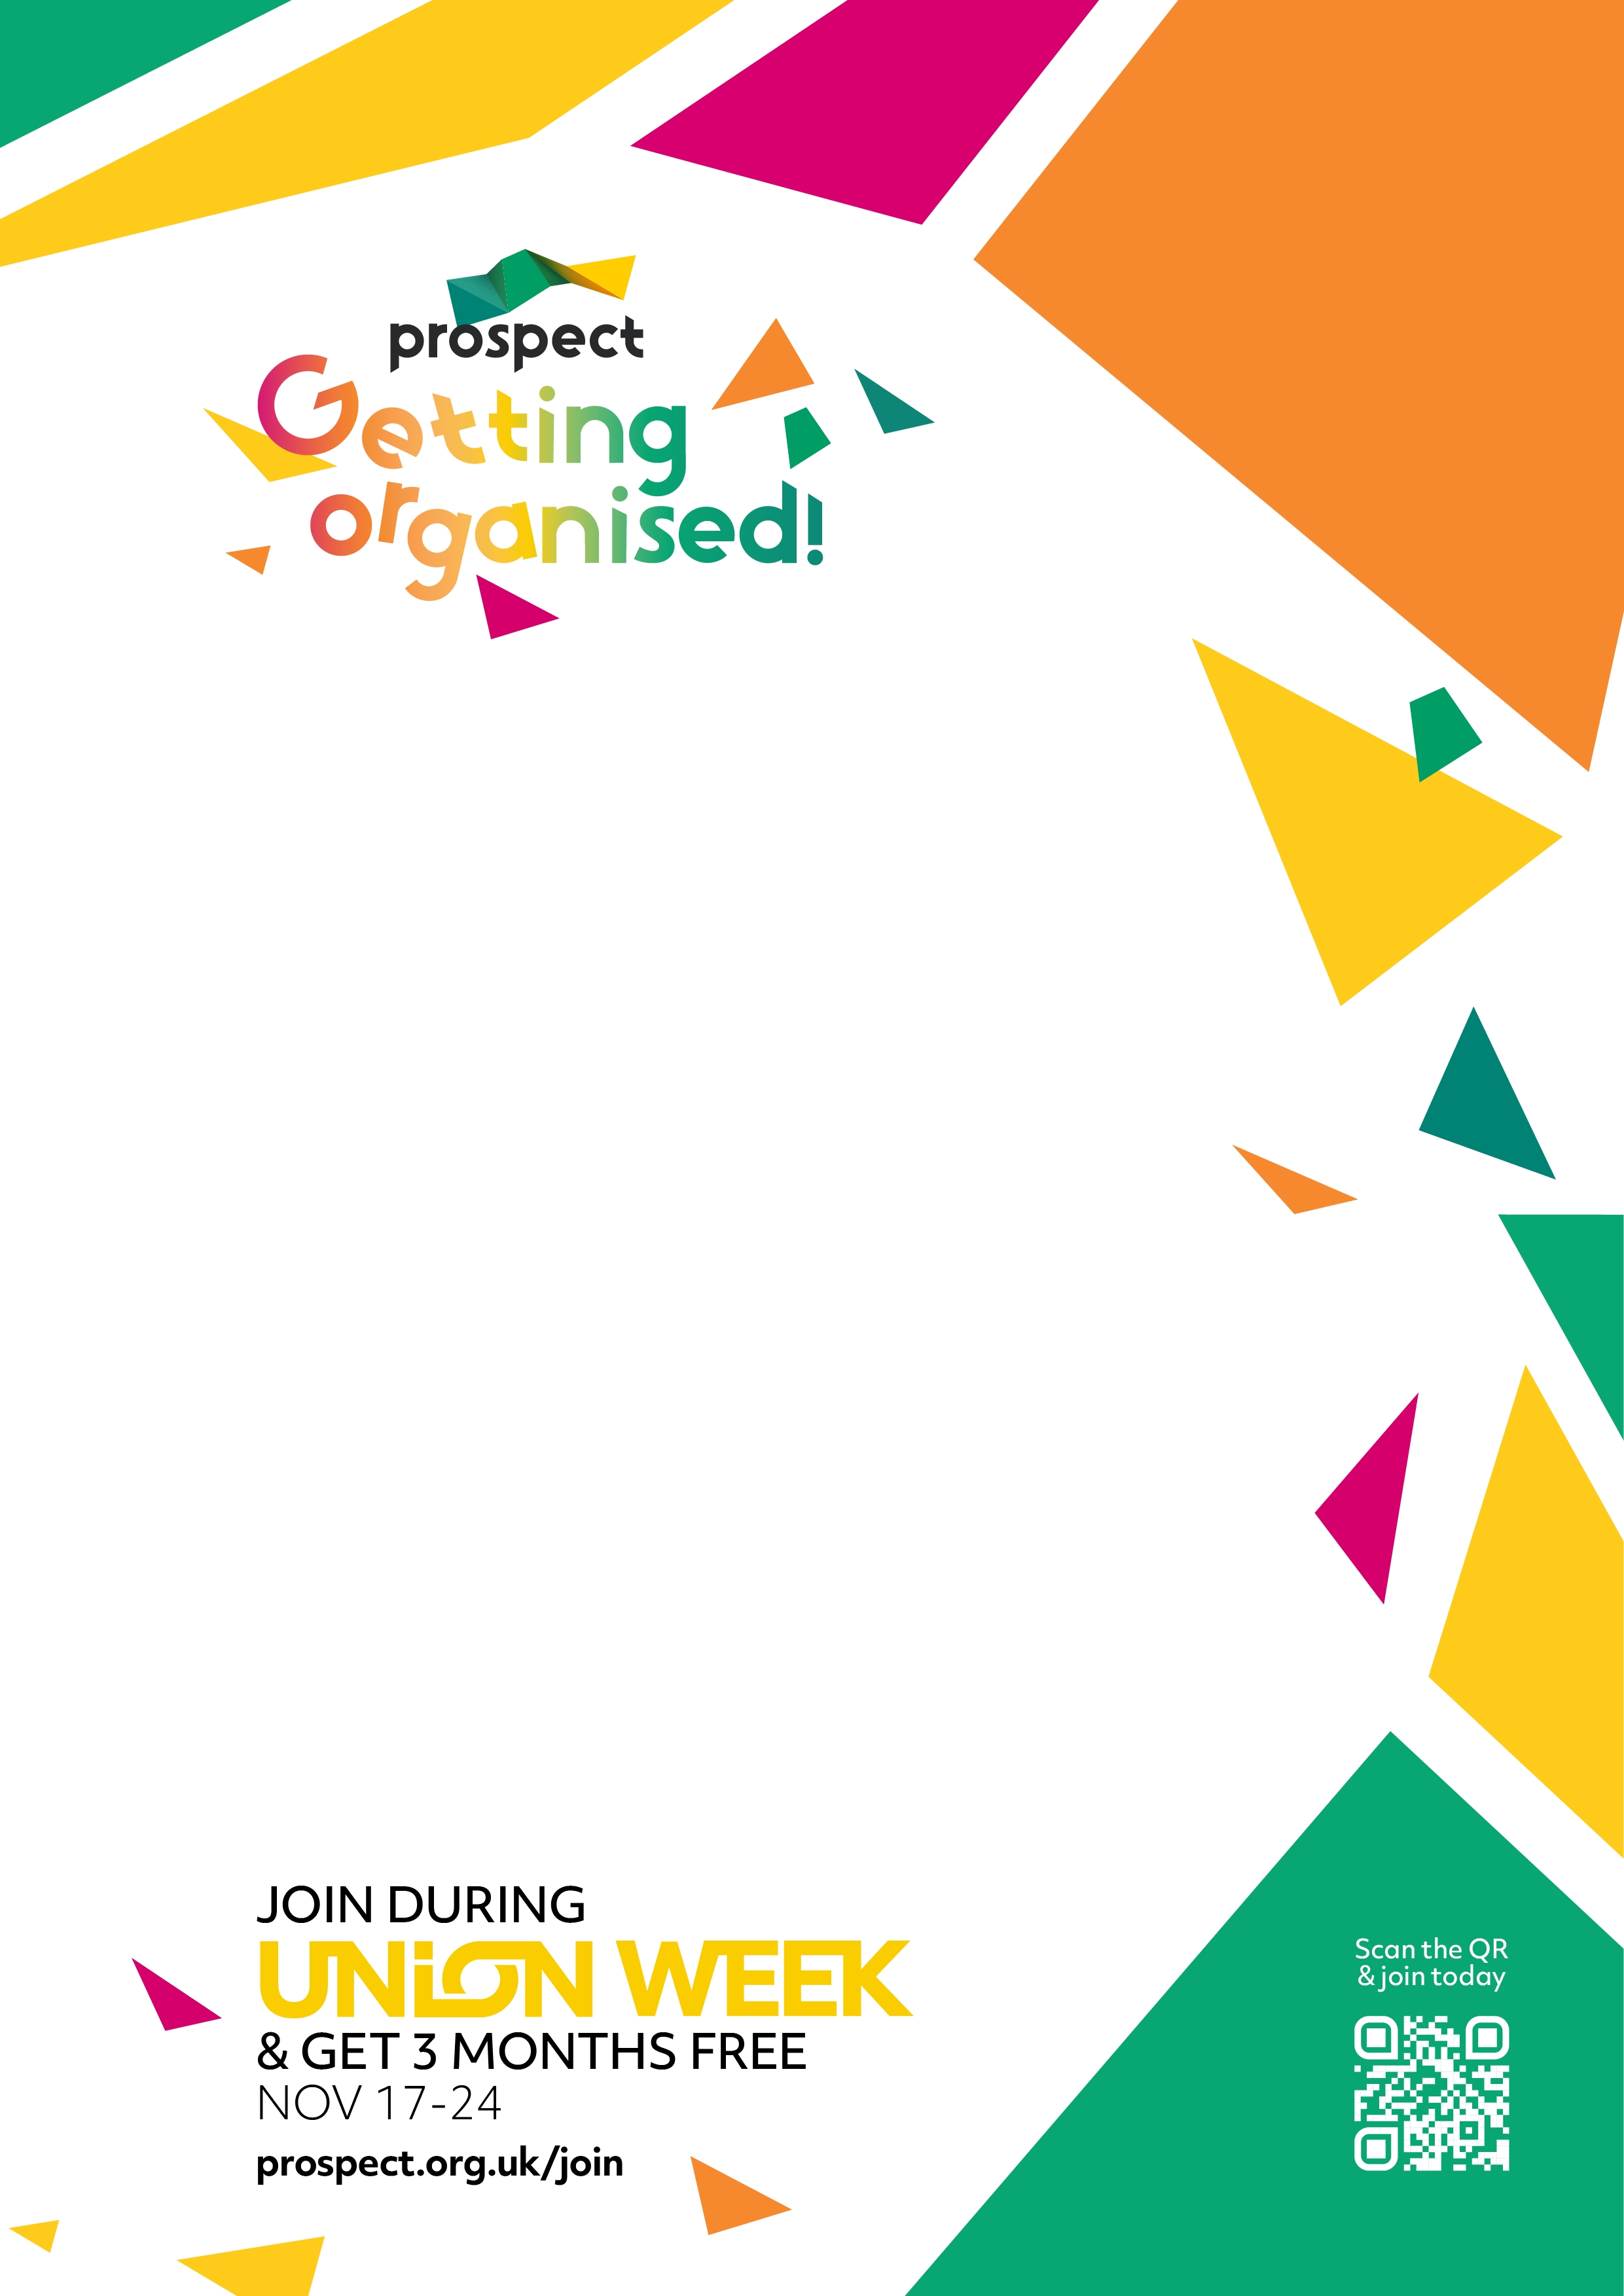 prospect
Getting
organised!
JOIN DURING
UNiON WEEK
& GET 3 MONTHS FREE
NOV 17-24
prospect.org.uk/join
Scan the QR
& join today